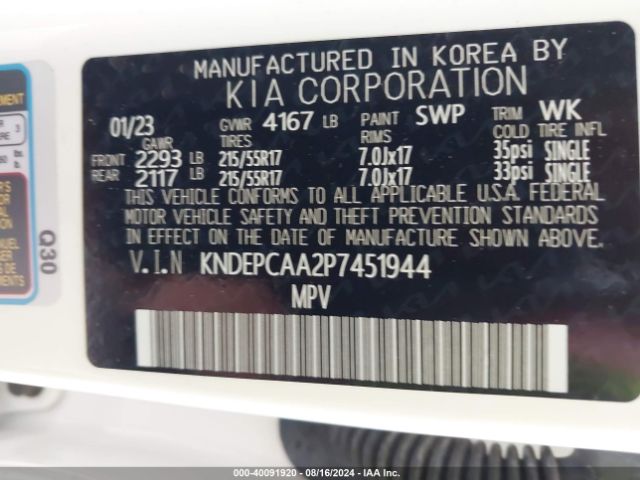 MANUFACTURED IN KOREA BY
KIA CORPORATION
01/23 GVWR 4167 LB PAINT SWP TRIM WK
GAWR TIRES RIMS COLD TIRE INFL
FRONT 2293 LB 215/55R17 7.0Jx17 35psi SINGLE
REAR 2117 LB 215/55R17 7.0Jx17 33psi SINGLE
THIS VEHICLE CONFORMS TO ALL APPLICABLE U.S.A. FEDERAL
MOTOR VEHICLE SAFETY AND THEFT PREVENTION STANDARDS
IN EFFECT ON THE DATE OF MANUFACTURE SHOWN ABOVE.
V.I.N KNDEPCAA2P7451944
MPV
Q30
000-40091920 - 08/16/2024 - IAA Inc.